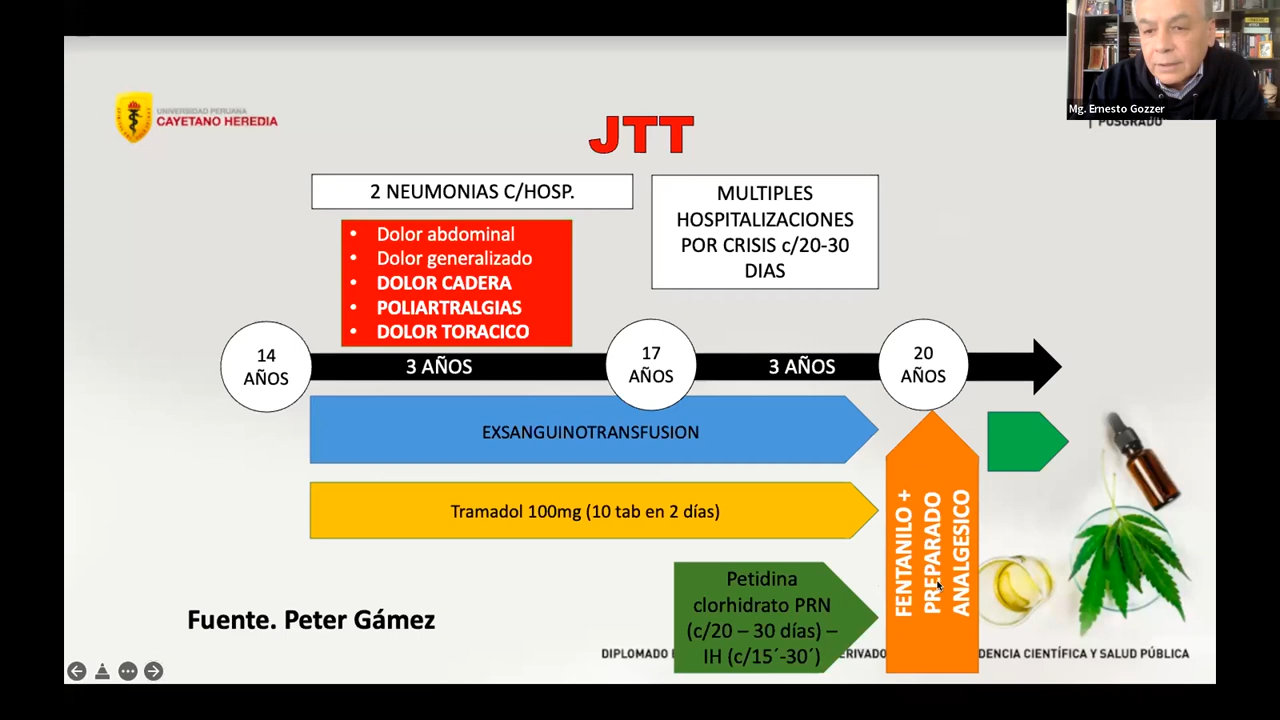 Mg. Ernesto Gozzer
UNIVERSIDAD PERUANA
CAYETANO HEREDIA
POSGRADO
JTT
2 NEUMONIAS C/HOSP.
MULTIPLES
HOSPITALIZACIONES
POR CRISIS c/20-30
DIAS
• Dolor abdominal
• Dolor generalizado
• DOLOR CADERA
• POLIARTRALGIAS
• DOLOR TORACICO
14
AÑOS
3 AÑOS
17
AÑOS
3 AÑOS
20
AÑOS
EXSANGUINOTRANSFUSION
Tramadol 100mg (10 tab en 2 días)
FENTANILO +
PREPARADO
ANALGESICO
Petidina
clorhidrato PRN
(c/20 – 30 días) –
IH (c/15´-30´)
Fuente. Peter Gámez
DIPLOMADO
CIENTÍFICA Y SALUD PÚBLICA